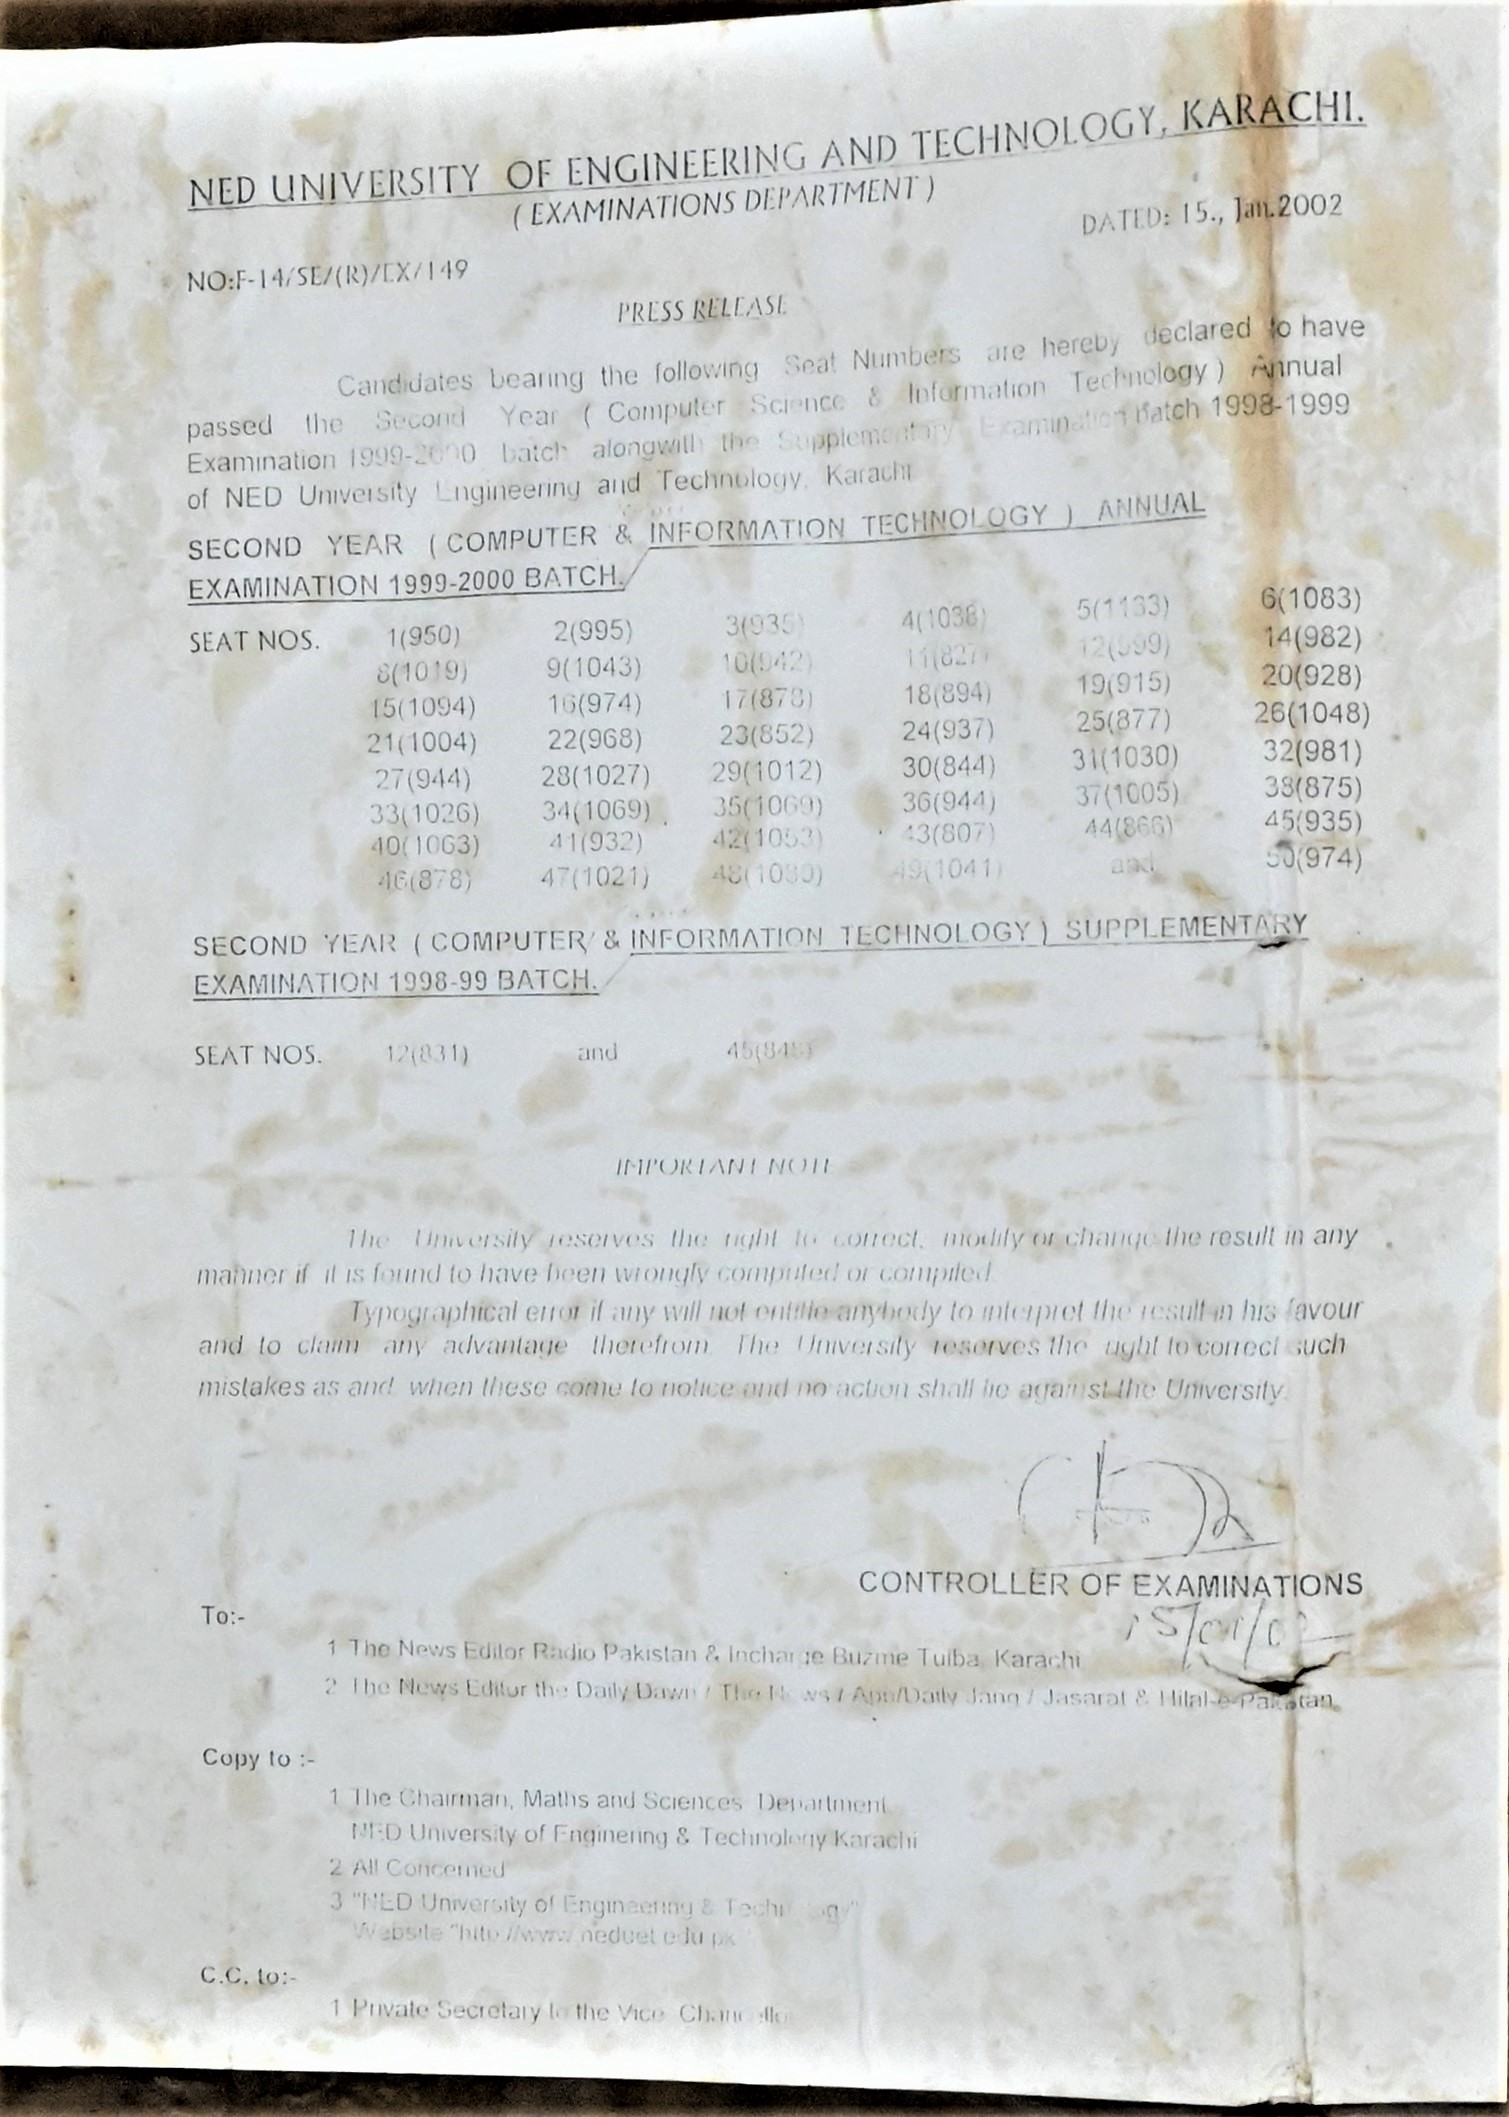 NED UNIVERSITY OF ENGINEERING AND TECHNOLOGY, KARACHI.
( EXAMINATIONS DEPARTMENT )
DATED: 15., Jan.2002
NO:F-14/SE/(R)/EX/149
PRESS RELEASE
Candidates bearing the following Seat Numbers are hereby declared to have
passed the Second Year ( Computer Science & Information Technology ) Annual
Examination 1999-2000 batch alongwith the Supplementary Examination Batch 1998-1999
of NED University Engineering and Technology, Karachi
SECOND YEAR ( COMPUTER & INFORMATION TECHNOLOGY ) ANNUAL
EXAMINATION 1999-2000 BATCH.
SEAT NOS. 1(950) 2(995) 3(935) 4(1038) 5(1133) 6(1083)
8(1019) 9(1043) 10(942) 11(827) 14(982)
15(1094) 16(974) 17(878) 18(894) 19(915) 20(928)
21(1004) 22(968) 23(852) 24(937) 25(877) 26(1048)
27(944) 28(1027) 29(1012) 30(844) 31(1030) 32(981)
33(1026) 34(1069) 35(1069) 36(944) 37(1005) 38(875)
40(1063) 41(932) 42(1053) 43(807) 44(866) 45(935)
46(878) 47(1021) 49(1041) and 50(974)
SECOND YEAR ( COMPUTER & INFORMATION TECHNOLOGY ) SUPPLEMENTARY
EXAMINATION 1998-99 BATCH.
SEAT NOS. 12(831) and
IMPORTANT NOTE
The University reserves the right to correct, modify or change the result in any
manner if it is found to have been wrongly computed or compiled.
Typographical error if any will not entitle anybody to interpret the result in his favour
and to claim any advantage therefrom. The University reserves the right to correct such
mistakes as and when these come to notice and no action shall lie against the University.
CONTROLLER OF EXAMINATIONS
15/01/02
To:-
1 The News Editor Radio Pakistan & Incharge Buzme Tulba, Karachi
2 The News Editor the Daily Dawn / The News / App/Daily Jang / Jasarat & Hilal-e-Pakistan.
Copy to :-
1 The Chairman, Maths and Sciences Department
NED University of Enginering & Technology Karachi
2 All Concerned
3 "NED University of Engineering & Technology"
Website "http://www.neduet.edu.pk"
C.C. to:-
1 Private Secretary to the Vice Chancellor